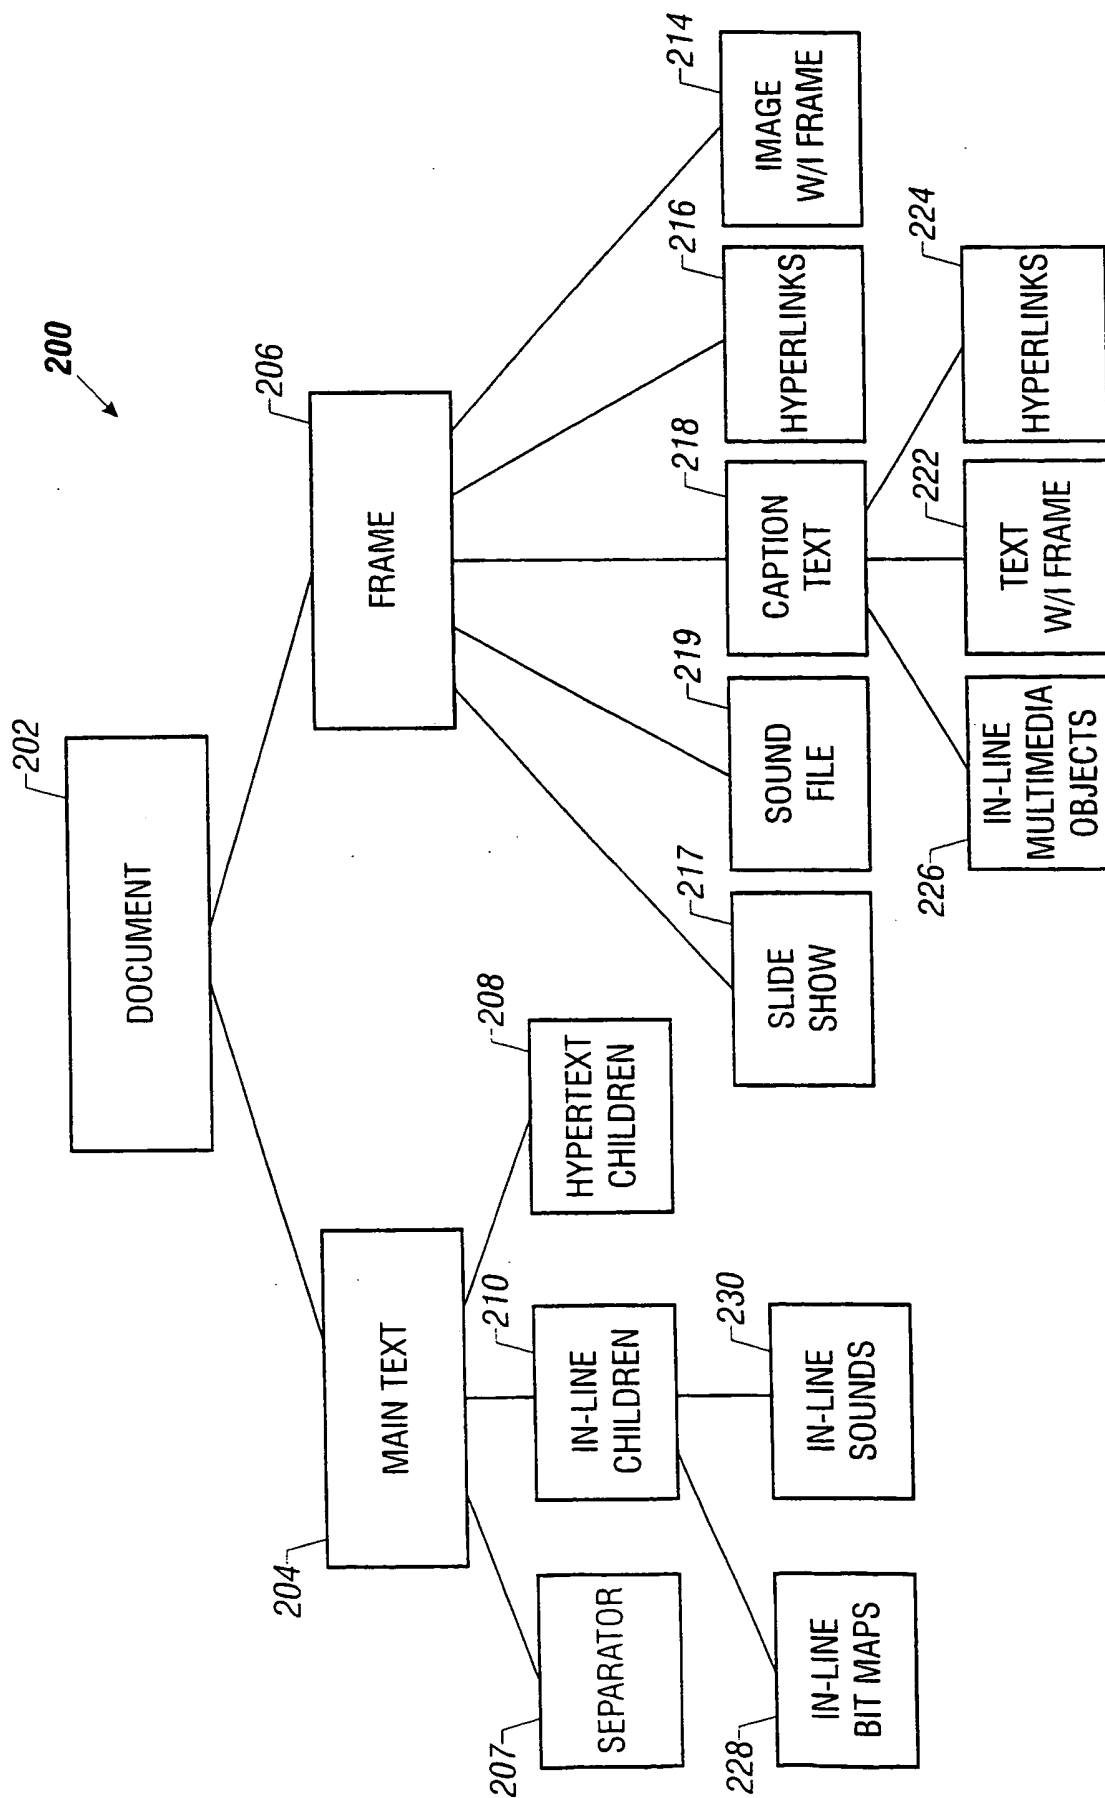 200
202
DOCUMENT
204
MAIN TEXT
206
FRAME
207
SEPARATOR
210
IN-LINE
CHILDREN
208
HYPERTEXT
CHILDREN
228
IN-LINE
BIT MAPS
230
IN-LINE
SOUNDS
217
SLIDE
SHOW
219
SOUND
FILE
218
CAPTION
TEXT
216
HYPERLINKS
214
IMAGE
W/I FRAME
226
IN-LINE
MULTIMEDIA
OBJECTS
222
TEXT
W/I FRAME
224
HYPERLINKS